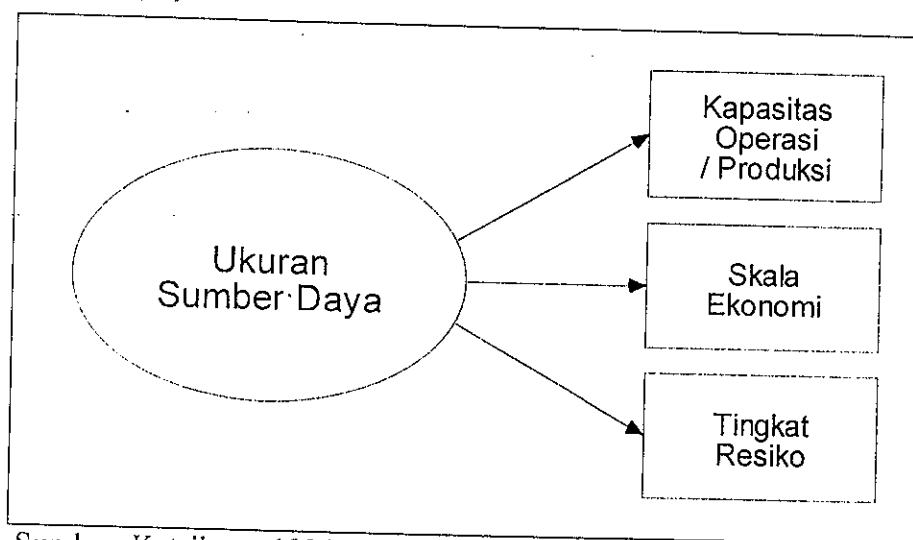 Ukuran
Sumber Daya
Kapasitas
Operasi
/ Produksi
Skala
Ekonomi
Tingkat
Resiko